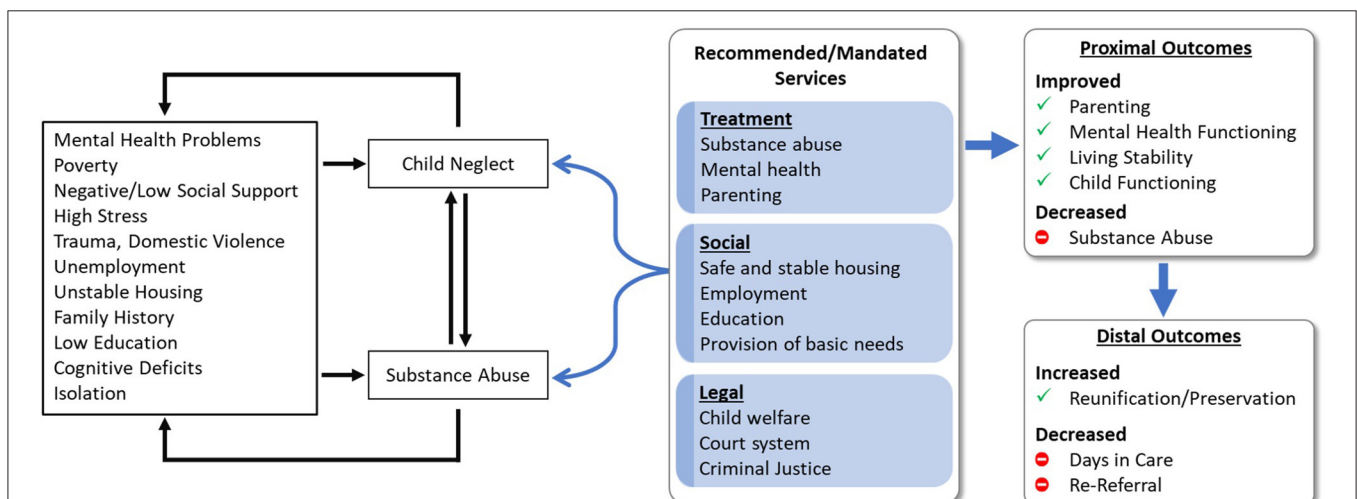 Mental Health Problems
Poverty
Negative/Low Social Support
High Stress
Trauma, Domestic Violence
Unemployment
Unstable Housing
Family History
Low Education
Cognitive Deficits
Isolation
Child Neglect
Substance Abuse
Recommended/Mandated
Services
Treatment
Substance abuse
Mental health
Parenting
Social
Safe and stable housing
Employment
Education
Provision of basic needs
Legal
Child welfare
Court system
Criminal Justice
Proximal Outcomes
Improved
Parenting
Mental Health Functioning
Living Stability
Child Functioning
Decreased
Substance Abuse
Distal Outcomes
Increased
Reunification/Preservation
Decreased
Days in Care
Re-Referral